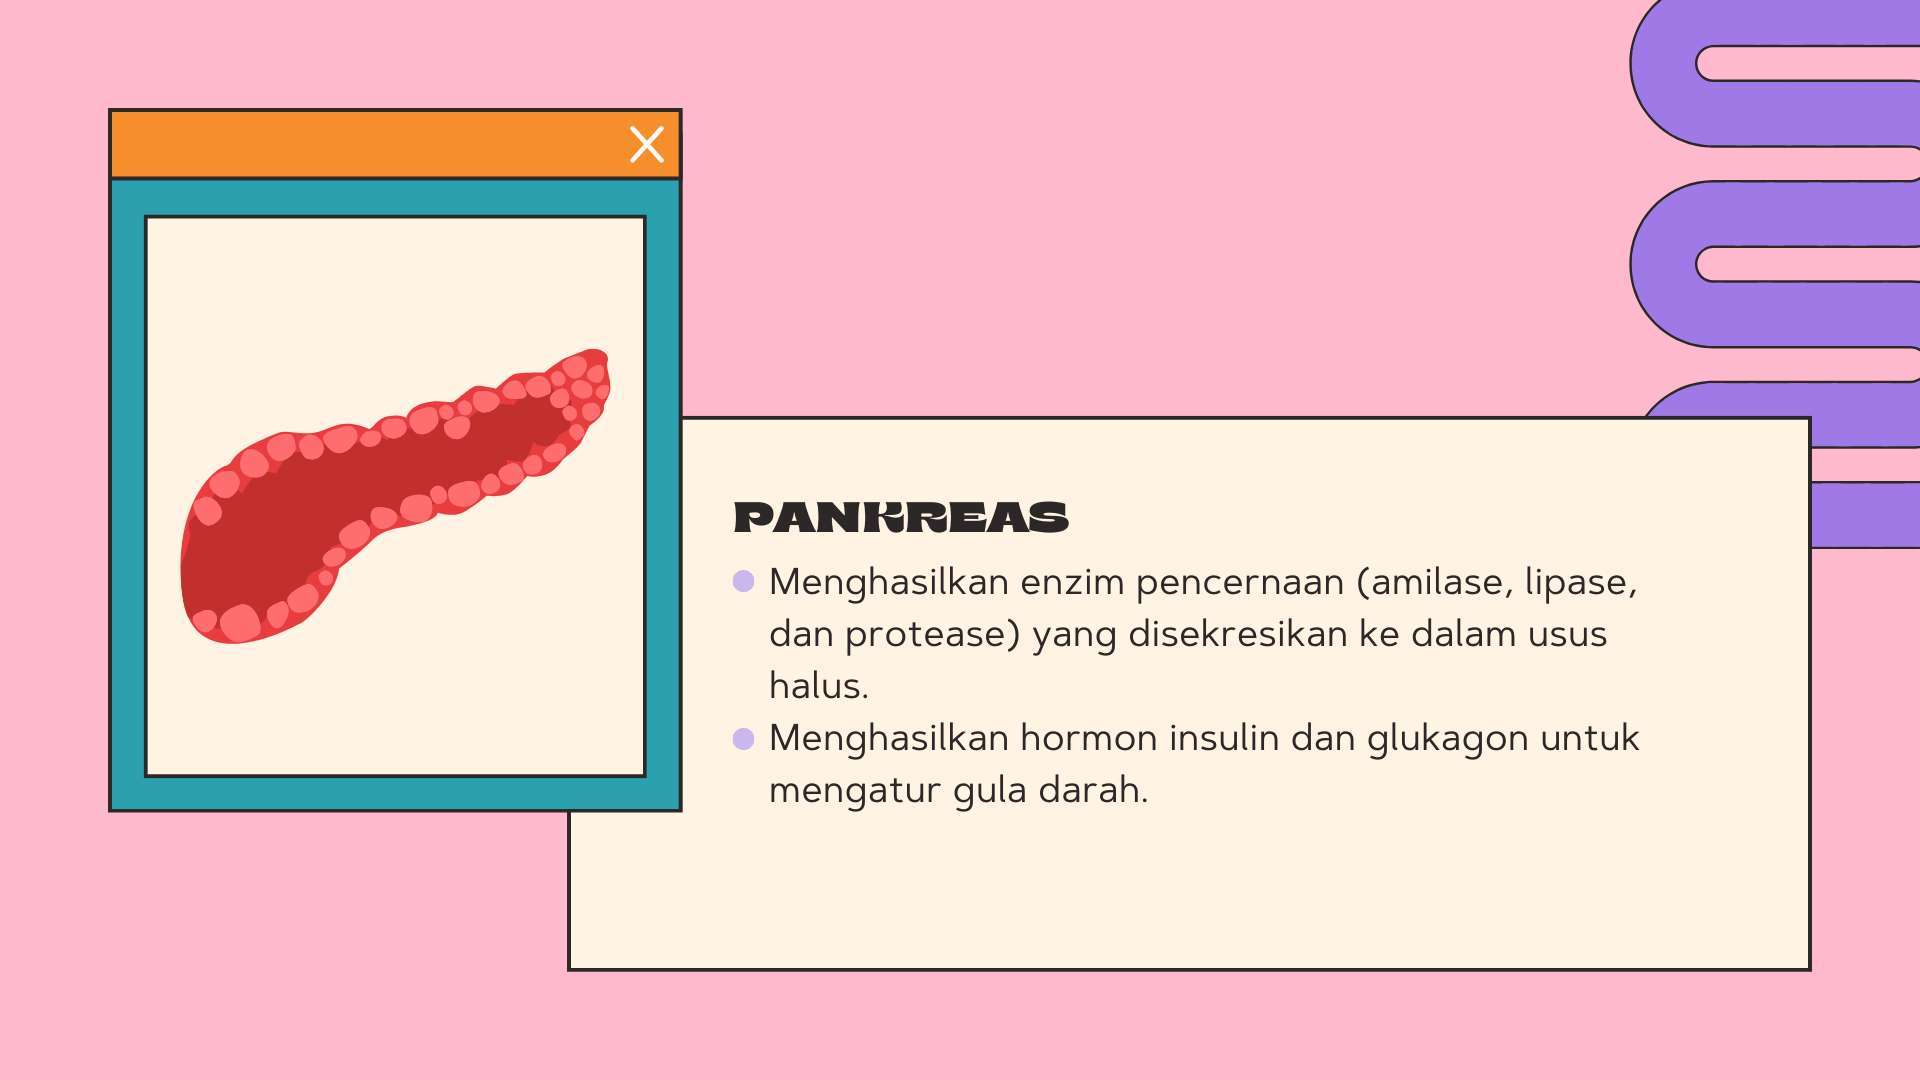 PANKREAS
Menghasilkan enzim pencernaan (amilase, lipase,
dan protease) yang disekresikan ke dalam usus
halus.
Menghasilkan hormon insulin dan glukagon untuk
mengatur gula darah.